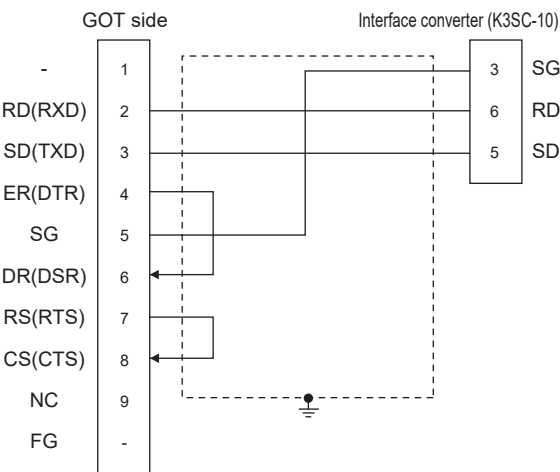 GOT side Interface converter (K3SC-10)
- 1 3 SG
RD(RXD) 2 6 RD
SD(TXD) 3 5 SD
ER(DTR) 4
SG 5
DR(DSR) 6
RS(RTS) 7
CS(CTS) 8
NC 9
FG -